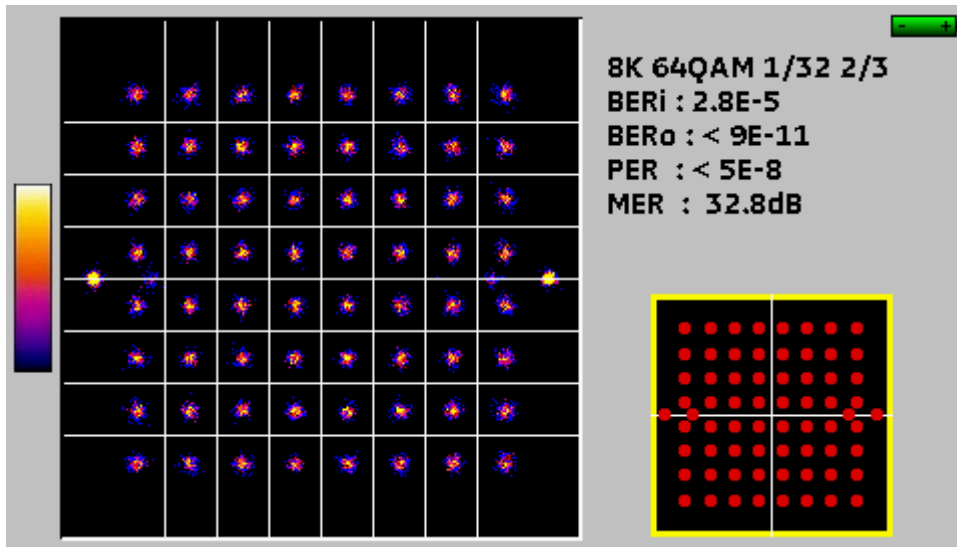 - +
8K 64QAM 1/32 2/3
BERi : 2.8E-5
BERo : < 9E-11
PER : < 5E-8
MER : 32.8dB